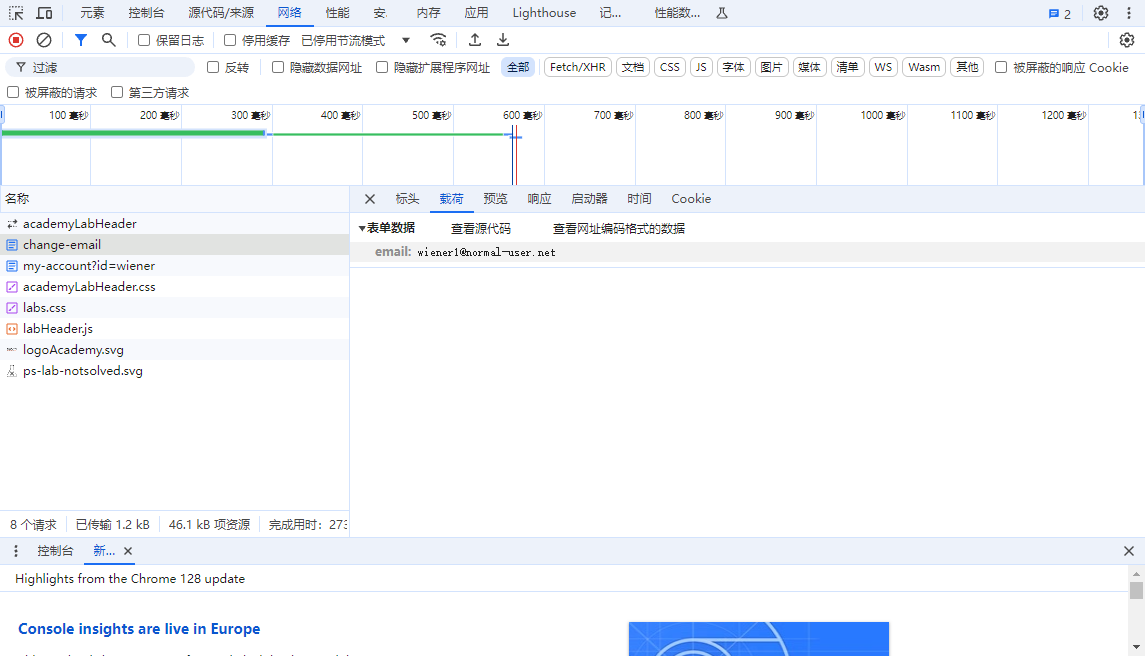 元素 控制台 源代码/来源 网络 性能 安. 内存 应用 Lighthouse 记... 性能数... 2
保留日志 停用缓存 已停用节流模式
过滤 反转 隐藏数据网址 隐藏扩展程序网址 全部 Fetch/XHR 文档 CSS JS 字体 图片 媒体 清单 WS Wasm 其他 被屏蔽的响应 Cookie
被屏蔽的请求 第三方请求
100 毫秒 200 毫秒 300 毫秒 400 毫秒 500 毫秒 600 毫秒 700 毫秒 800 毫秒 900 毫秒 1000 毫秒 1100 毫秒 1200 毫秒
名称 标头 载荷 预览 响应 启动器 时间 Cookie
academyLabHeader
change-email
my-account?id=wiener
academyLabHeader.css
labs.css
labHeader.js
logoAcademy.svg
ps-lab-notsolved.svg
▼表单数据 查看源代码 查看网址编码格式的数据
email: wiener1@normal-user.net
8 个请求 已传输 1.2 kB 46.1 kB 项资源 完成用时：273
控制台 新...
Highlights from the Chrome 128 update
Console insights are live in Europe